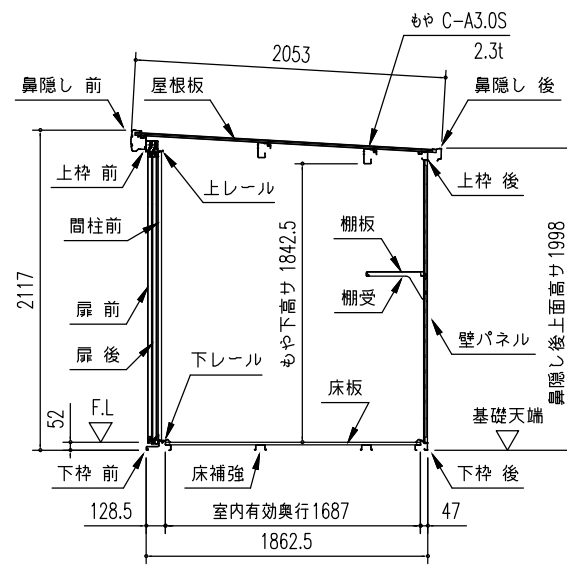 もや C-A3.0S
2.3t
2053
鼻隠し 前
屋根板
鼻隠し 後
上枠 前
上レール
上枠 後
間柱前
もや下高サ 1842.5
棚板
棚受
2117
扉 前
壁パネル
鼻隠し後上面高サ 1998
扉 後
下レール
床板
52
F.L
基礎天端
下枠 前
床補強
下枠 後
128.5
室内有効奥行1687
47
1862.5